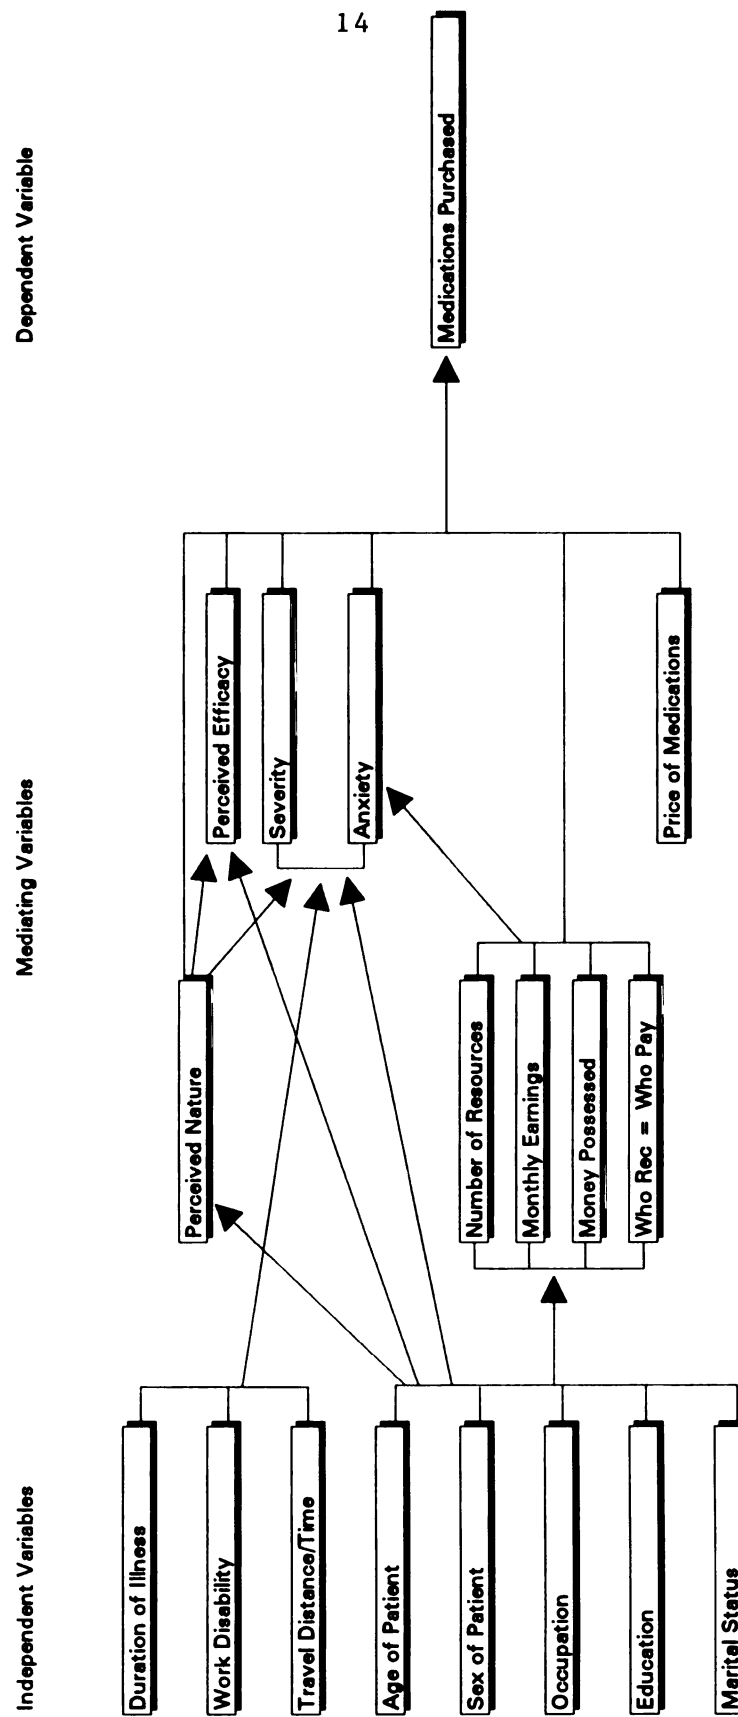 14
Independent Variables
Mediating Variables
Dependent Variable
Duration of Illness
Work Disability
Travel Distance/Time
Age of Patient
Sex of Patient
Occupation
Education
Marital Status
Perceived Nature
Number of Resources
Monthly Earnings
Money Possessed
Who Rec = Who Pay
Perceived Efficacy
Severity
Anxiety
Price of Medications
Medications Purchased